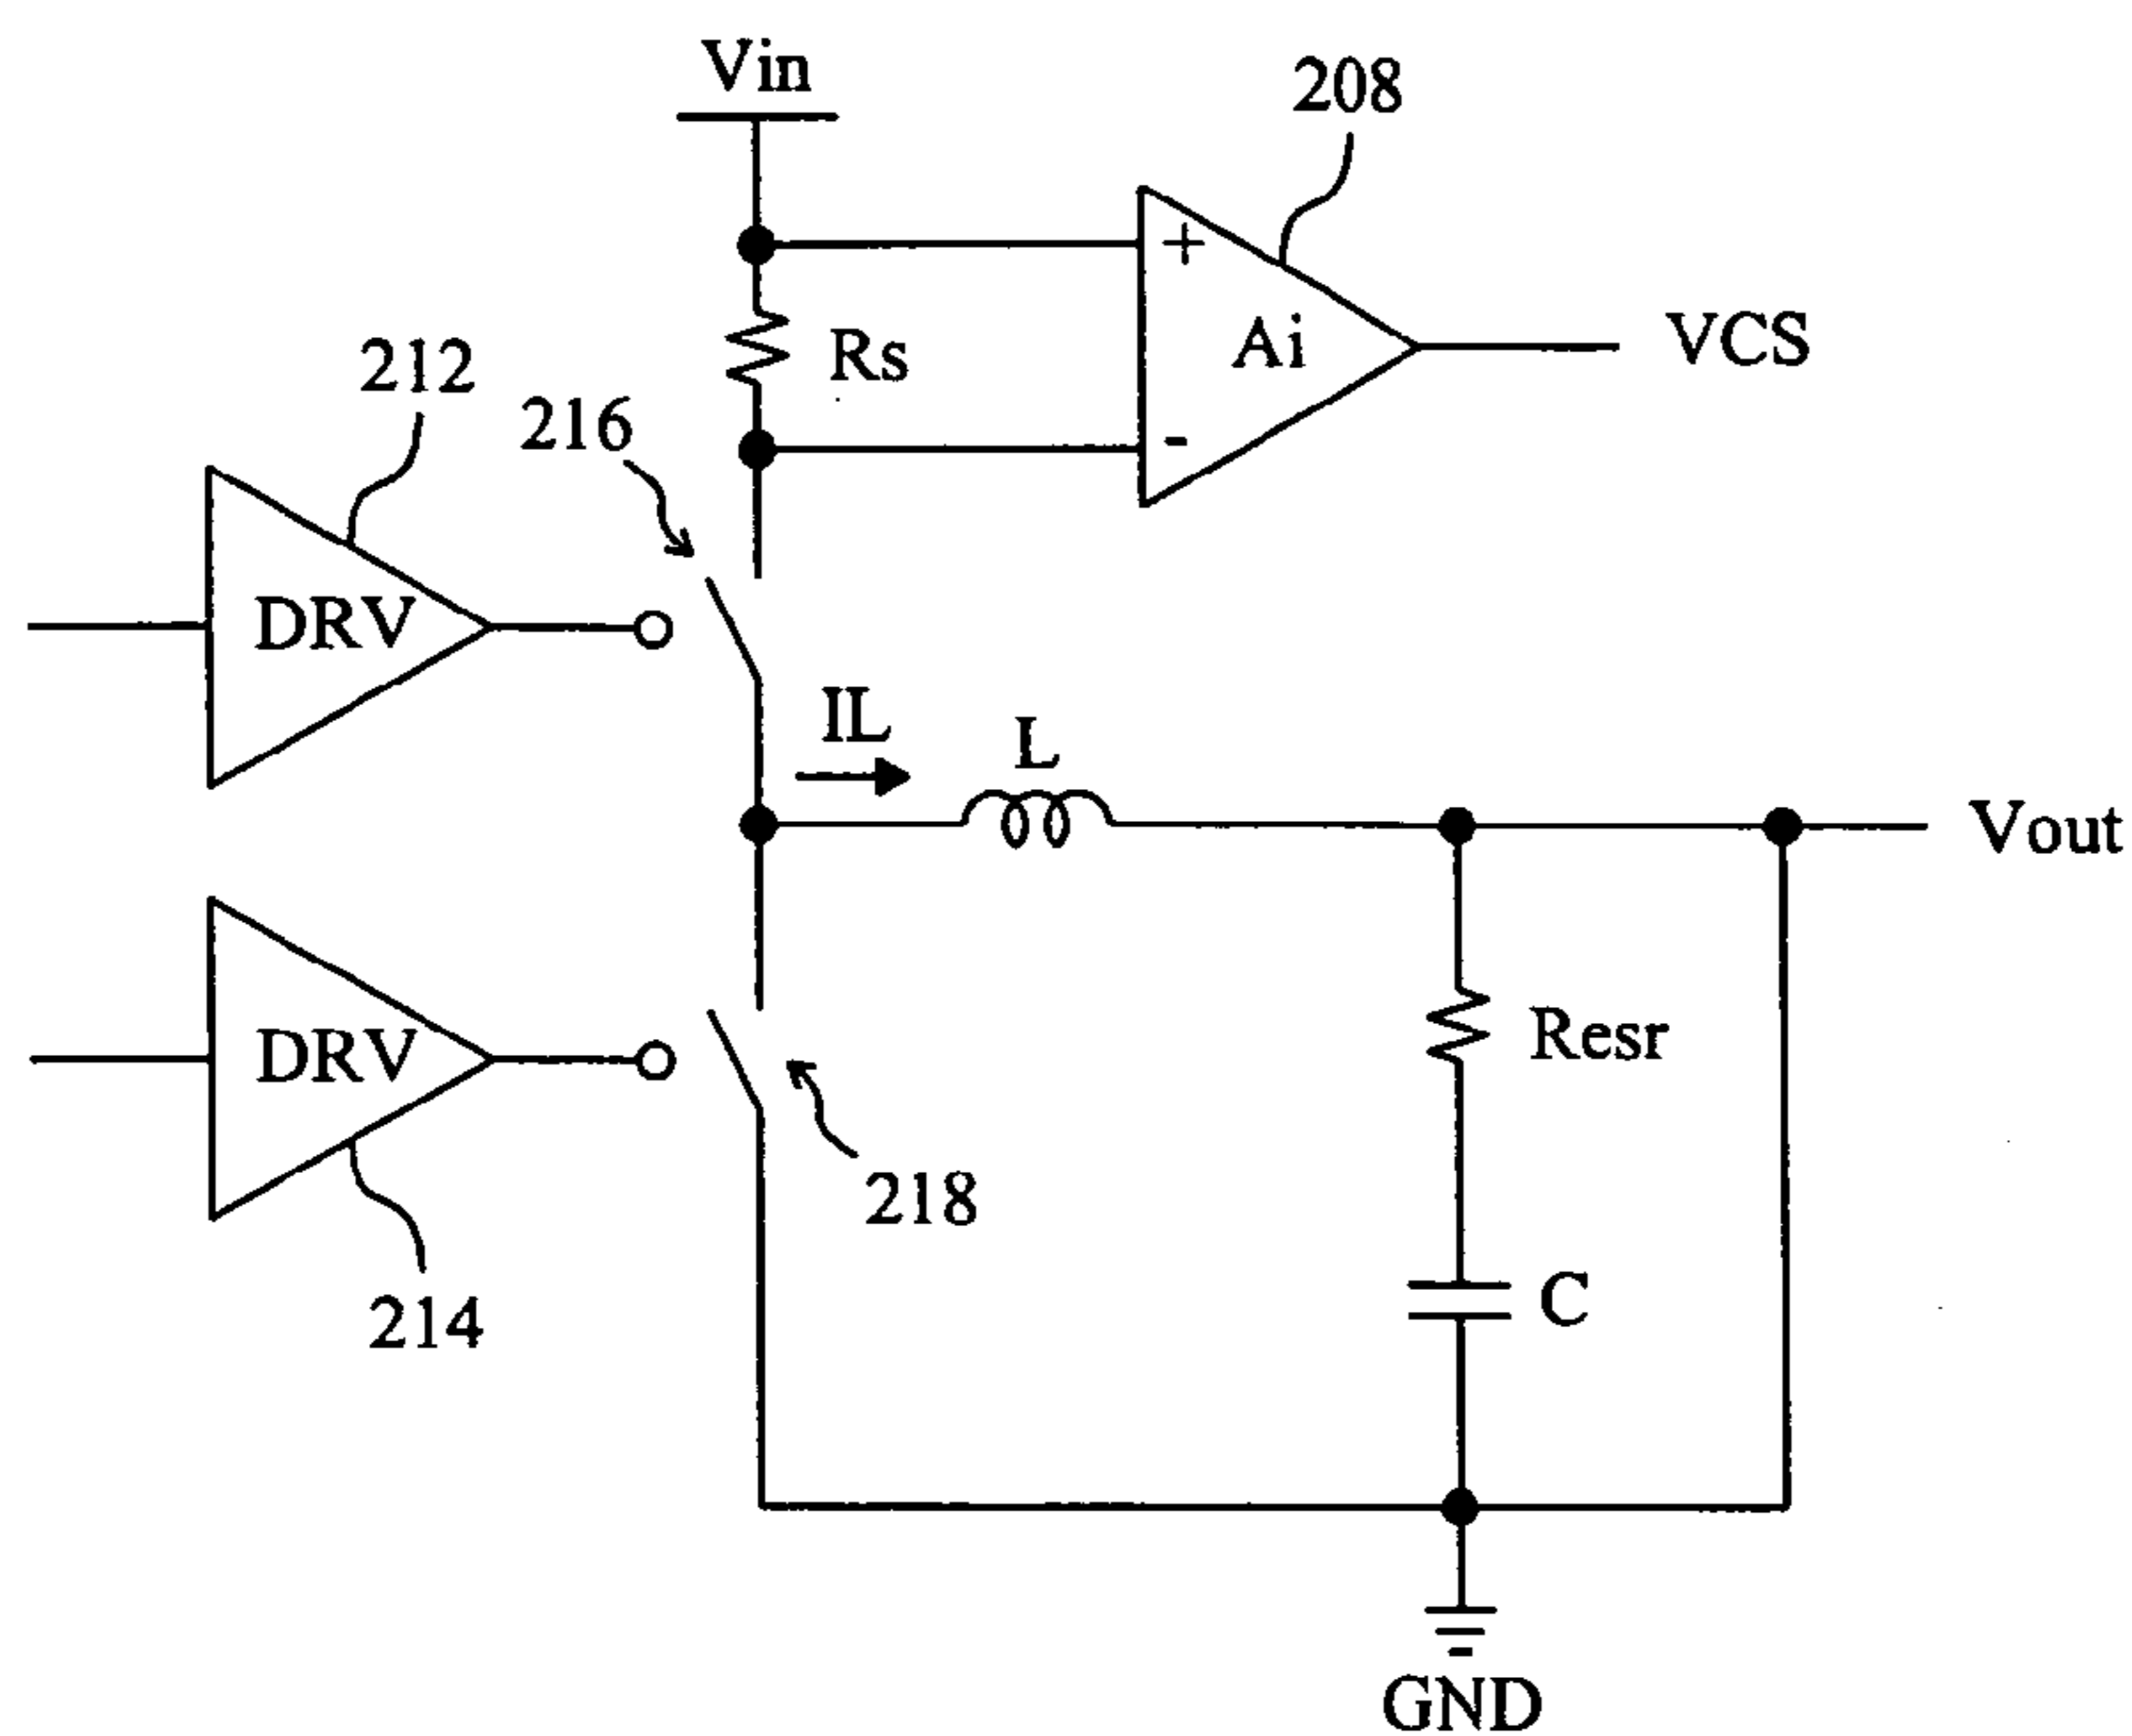 Vin
208
+
Ai
-
VCS
Rs
212
216
DRV
IL
L
Vout
DRV
Resr
218
C
214
GND